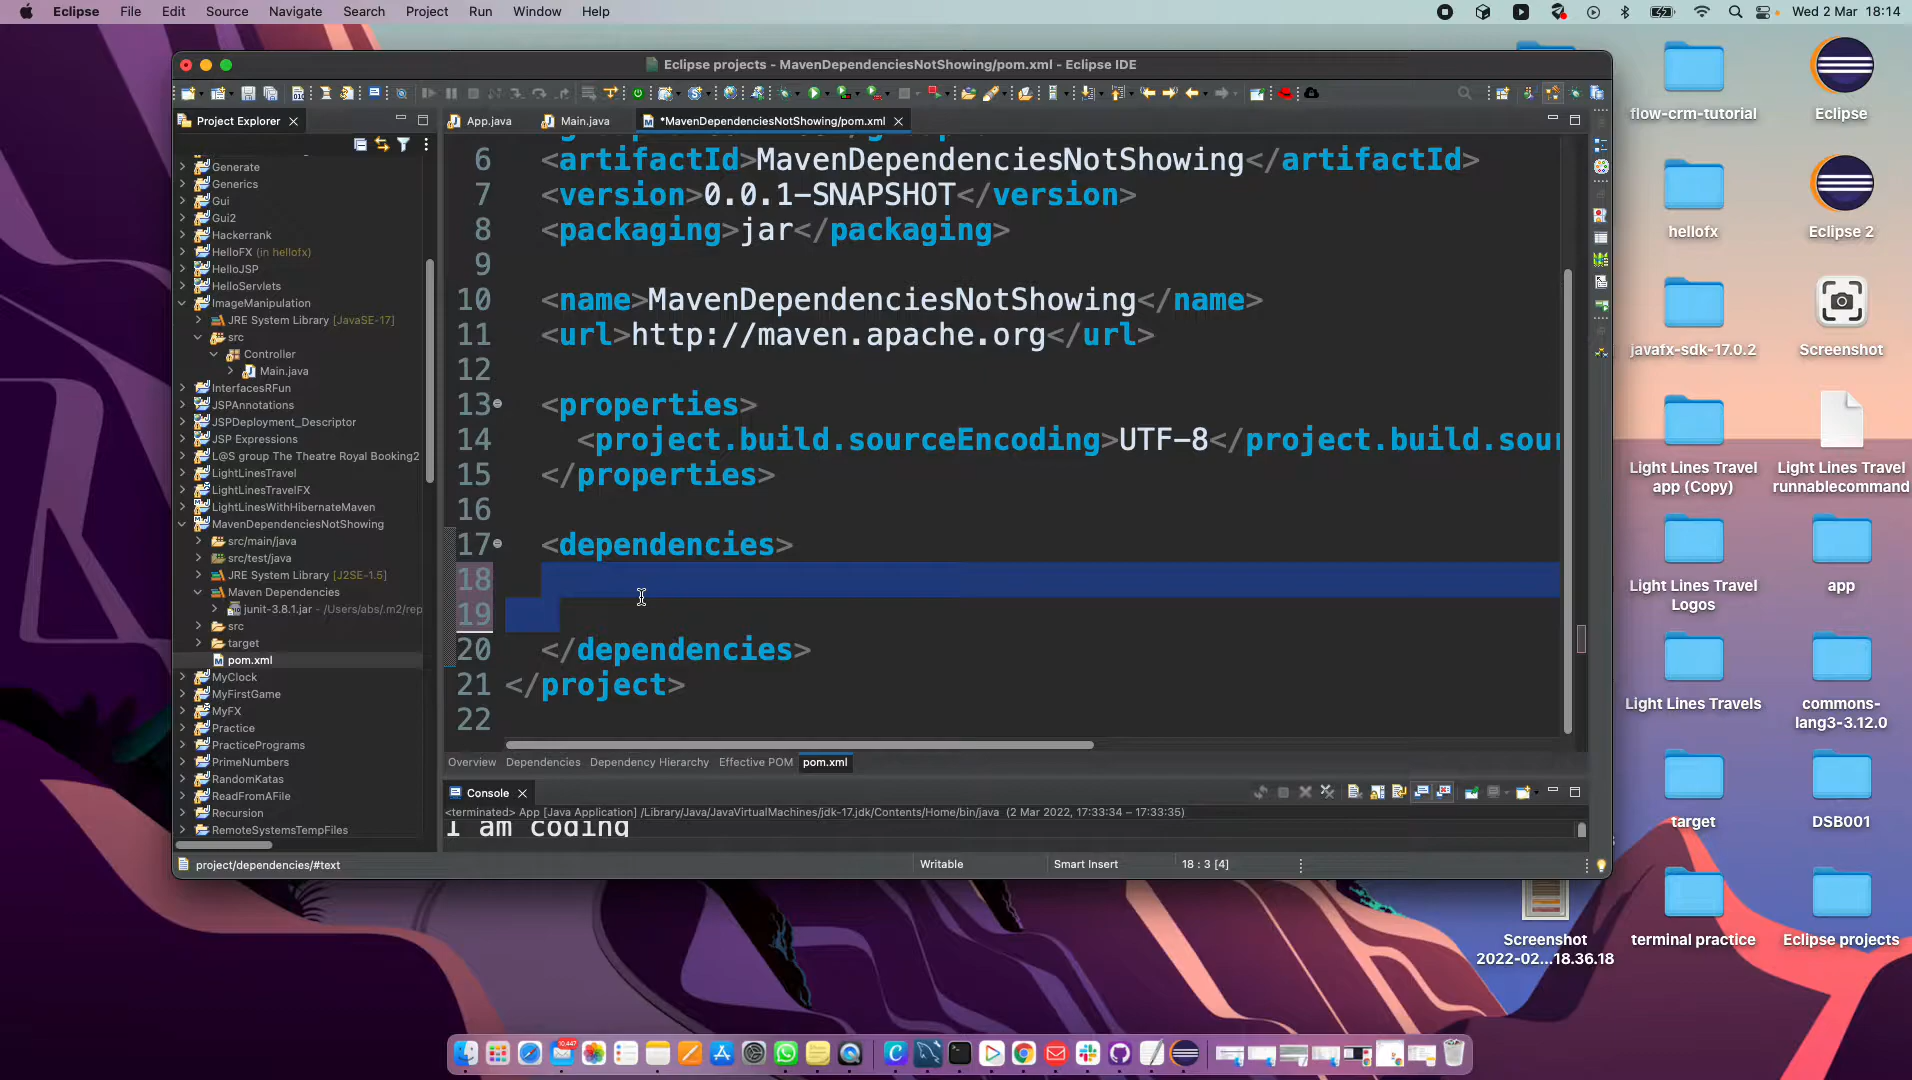 Eclipse File Edit Source Navigate Search Project Run Window Help
Wed 2 Mar 18:14
Eclipse projects - MavenDependenciesNotShowing/pom.xml - Eclipse IDE
Project Explorer
App.java
Main.java
*MavenDependenciesNotShowing/pom.xml
Generate
Generics
Gui
Gui2
Hackerrank
HelloFX (in hellofx)
HelloJSP
HelloServlets
ImageManipulation
JRE System Library [JavaSE-17]
src
Controller
Main.java
InterfacesRFun
JSPAnnotations
JSPDeployment_Descriptor
JSP Expressions
L@S group The Theatre Royal Booking2
LightLinesTravel
LightLinesTravelFX
LightLinesWithHibernateMaven
MavenDependenciesNotShowing
src/main/java
src/test/java
JRE System Library [J2SE-1.5]
Maven Dependencies
junit-3.8.1.jar - /Users/abs/.m2/rep
src
target
pom.xml
MyClock
MyFirstGame
MyFX
Practice
PracticePrograms
PrimeNumbers
RandomKatas
ReadFromAFile
Recursion
RemoteSystemsTempFiles
6 <artifactId>MavenDependenciesNotShowing</artifactId>
7 <version>0.0.1-SNAPSHOT</version>
8 <packaging>jar</packaging>
9
10 <name>MavenDependenciesNotShowing</name>
11 <url>http://maven.apache.org</url>
12
13 <properties>
14 <project.build.sourceEncoding>UTF-8</project.build.sour
15 </properties>
16
17 <dependencies>
18
19
20 </dependencies>
21 </project>
22
Overview Dependencies Dependency Hierarchy Effective POM pom.xml
Console
<terminated> App [Java Application] /Library/Java/JavaVirtualMachines/jdk-17.jdk/Contents/Home/bin/java (2 Mar 2022, 17:33:34 – 17:33:35)
I am coding
project/dependencies/#text
Writable
Smart Insert
18 : 3 [4]
flow-crm-tutorial
Eclipse
hellofx
Eclipse 2
javafx-sdk-17.0.2
Screenshot
Light Lines Travel
app (Copy)
Light Lines Travel
runnablecommand
Light Lines Travel
Logos
app
Light Lines Travels
commons-
lang3-3.12.0
target
DSB001
Screenshot
2022-02...18.36.18
terminal practice
Eclipse projects
10,447